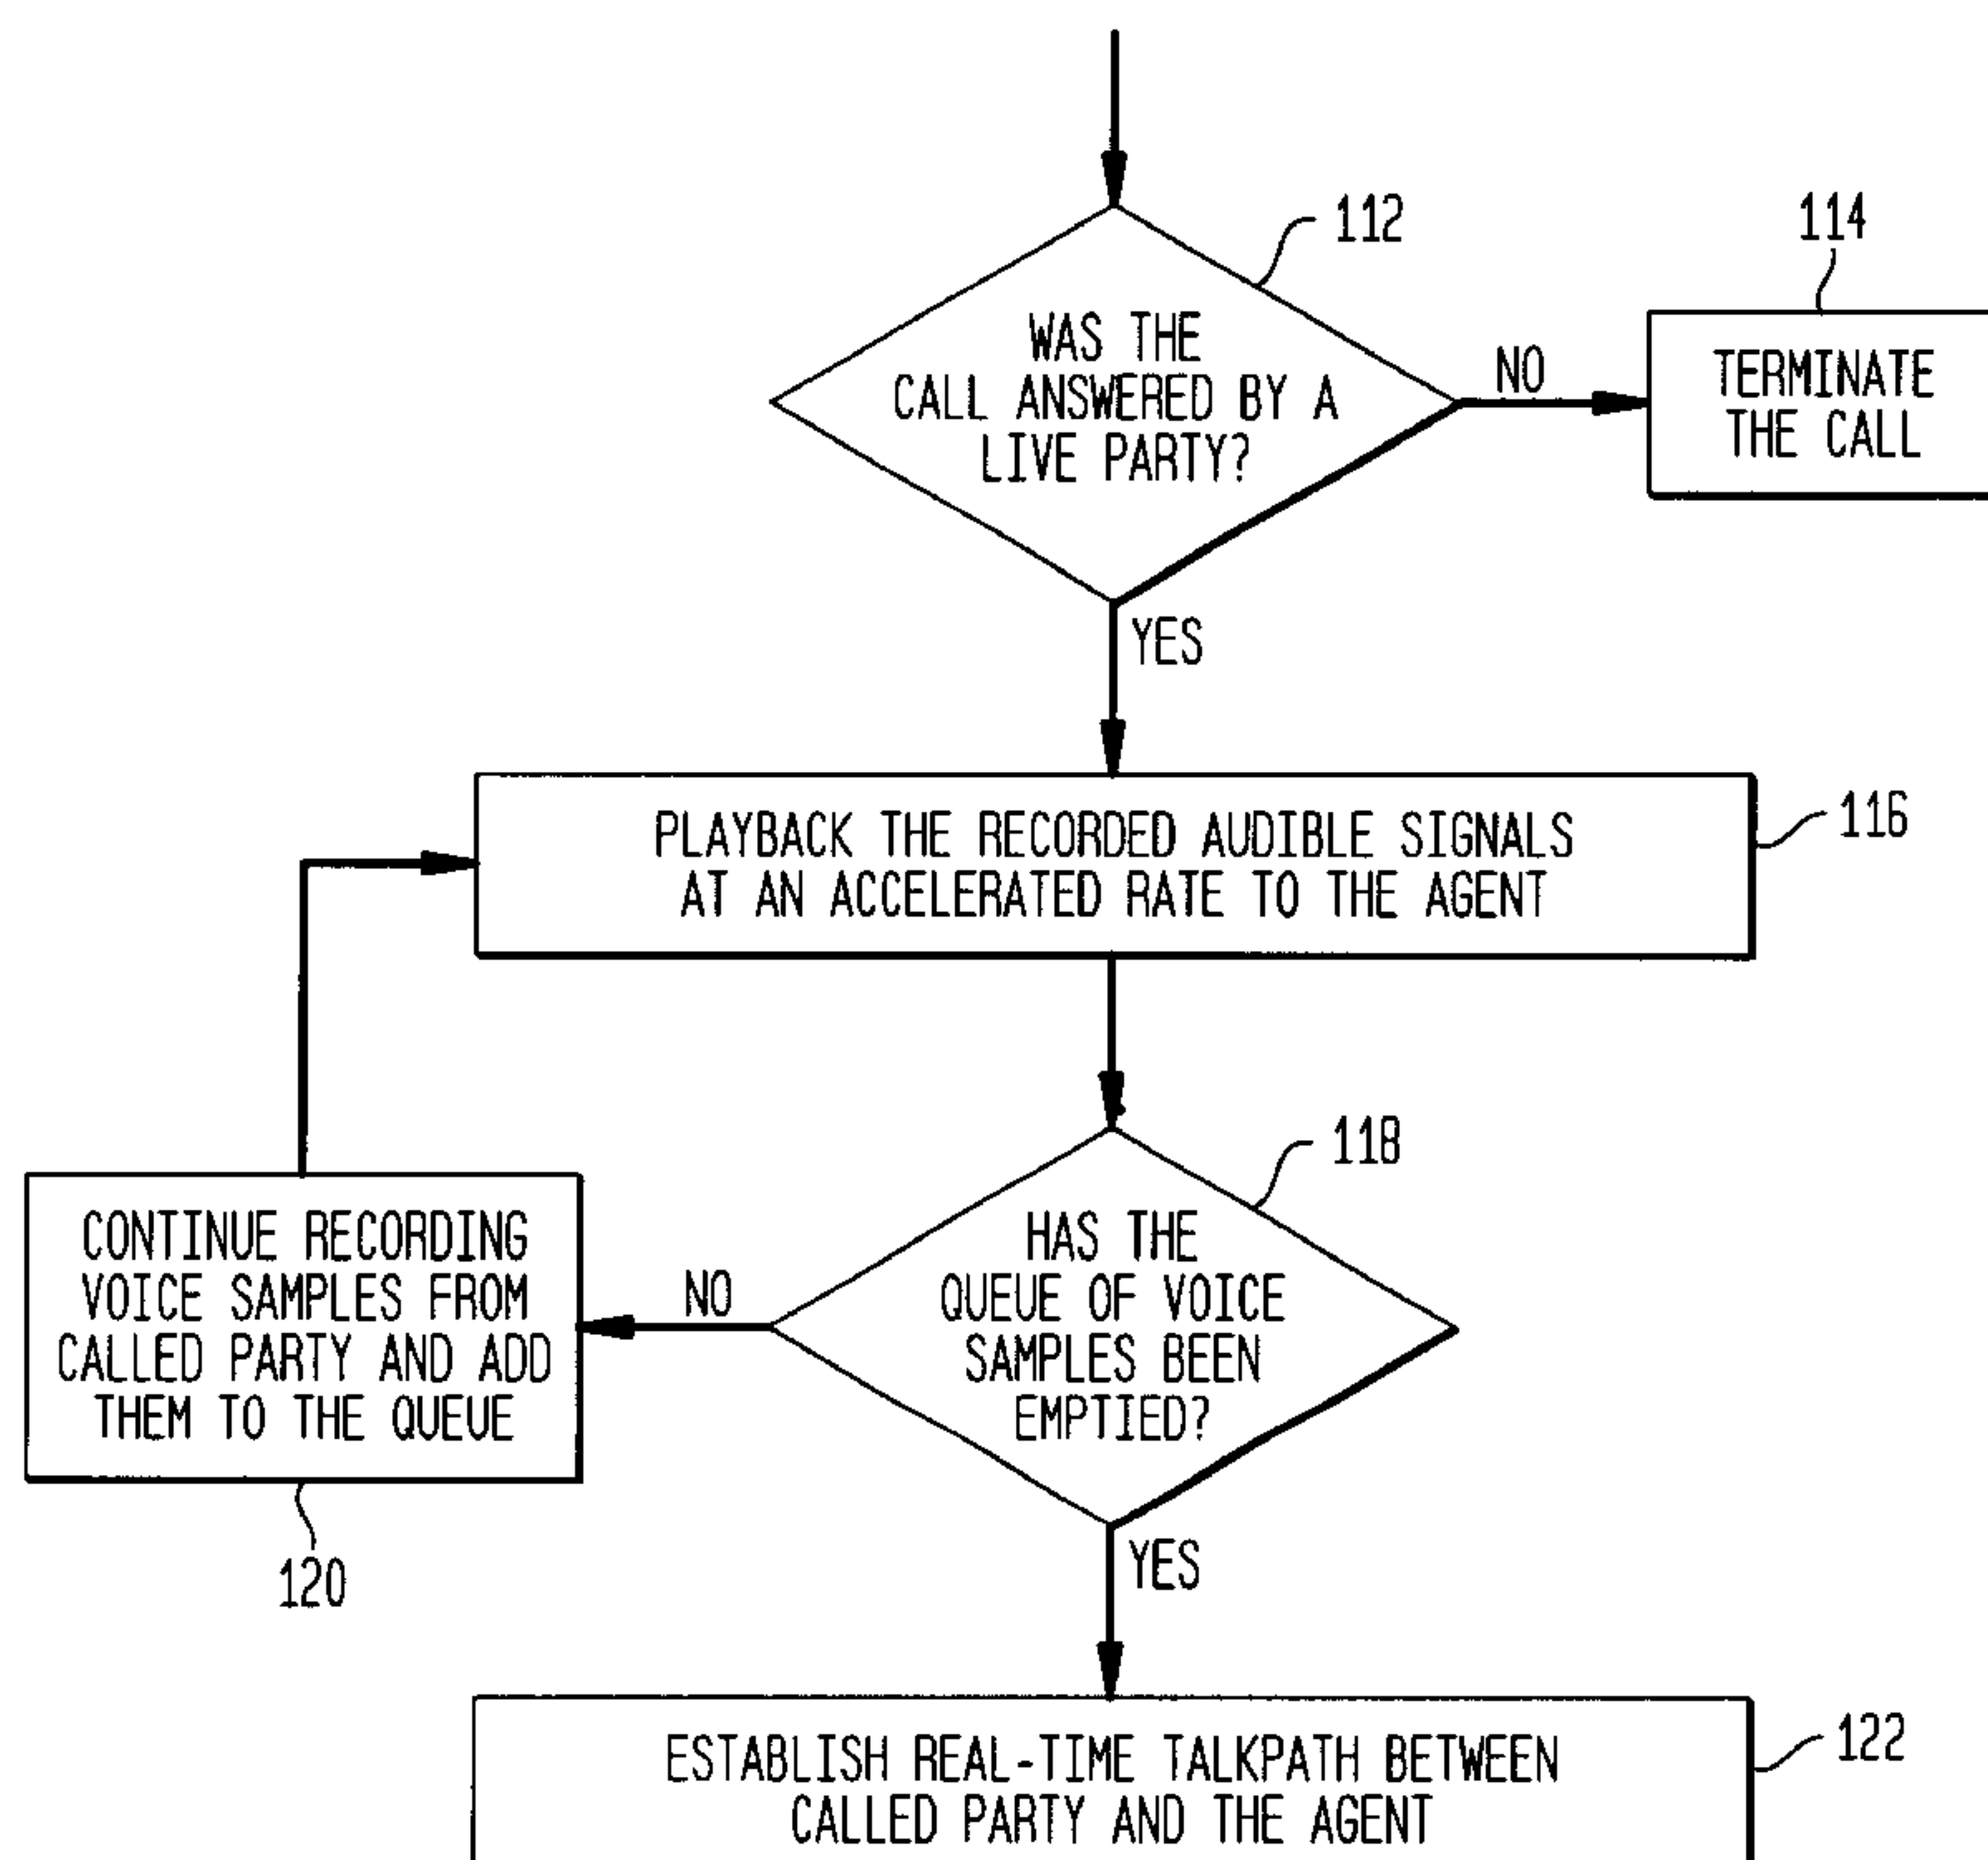 112
114
WAS THE
CALL ANSWERED BY A
LIVE PARTY?
NO
TERMINATE
THE CALL
YES
PLAYBACK THE RECORDED AUDIBLE SIGNALS
AT AN ACCELERATED RATE TO THE AGENT
116
118
HAS THE
QUEUE OF VOICE
SAMPLES BEEN
EMPTIED?
NO
CONTINUE RECORDING
VOICE SAMPLES FROM
CALLED PARTY AND ADD
THEM TO THE QUEUE
120
YES
ESTABLISH REAL-TIME TALKPATH BETWEEN
CALLED PARTY AND THE AGENT
122